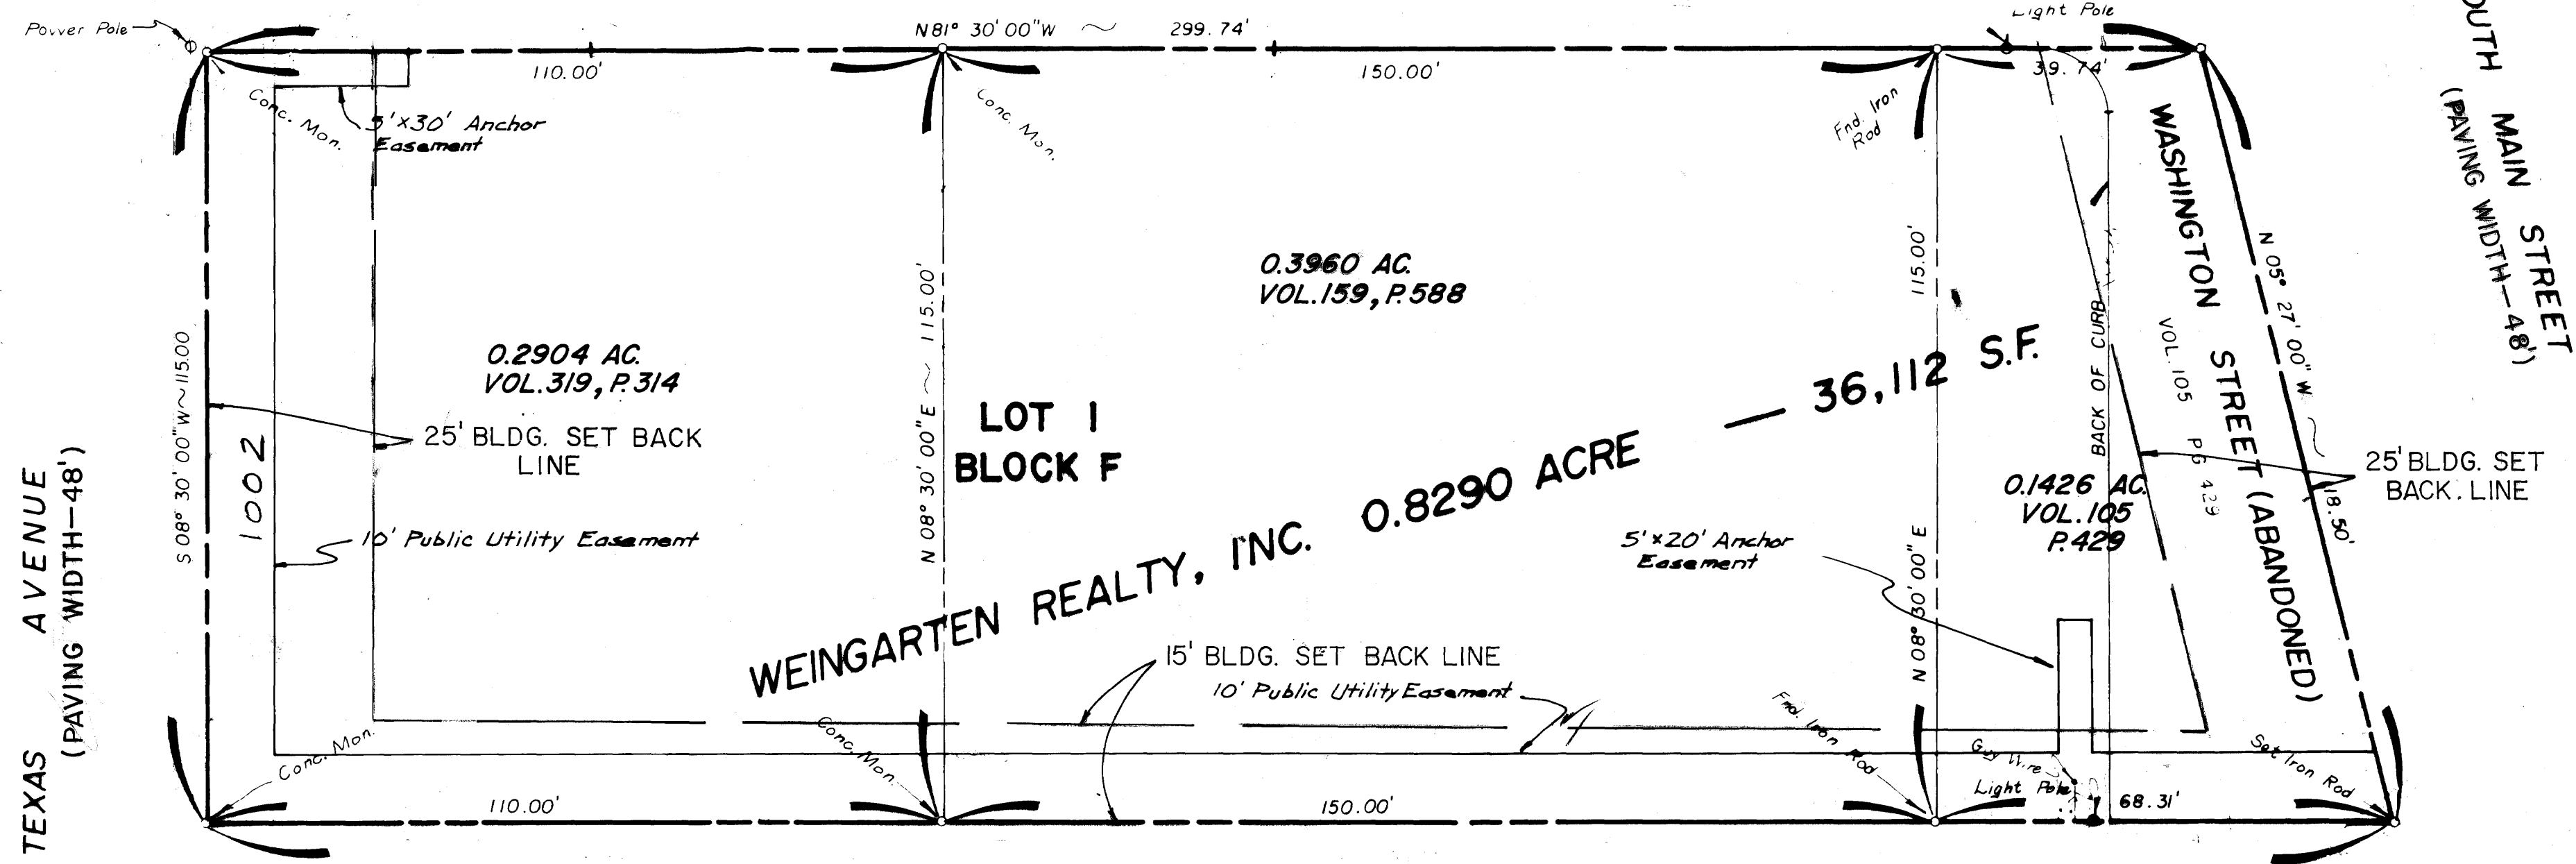 Power Pole
N81° 30' 00"W ~ 299.74'
Light Pole
110.00'
150.00'
39.74'
Conc. Mon.
5'x30' Anchor
Easement
Conc. Mon.
Fnd. Iron
Rod
MAIN STREET
(PAVING WIDTH—48')
WASHINGTON STREET (ABANDONED)
VOL. 105 PG 429
N 05° 27' 00" W ~ 18.50'
0.3960 AC.
VOL.159, P.588
115.00'
N 08° 30' 00" E
BACK OF CURB
0.2904 AC.
VOL.319, P.314
S 08° 30' 00"W~115.00
N 08° 30' 00"E ~ 115.00'
25' BLDG. SET BACK
LINE
1002
LOT 1
BLOCK F
WEINGARTEN REALTY, INC. 0.8290 ACRE — 36,112 S.F.
0.1426 AC.
VOL.105
P.429
25' BLDG. SET
BACK. LINE
10' Public Utility Easement
5'x20' Anchor
Easement
TEXAS AVENUE
(PAVING WIDTH—48')
15' BLDG. SET BACK LINE
10' Public Utility Easement
Conc. Mon.
Conc. Mon.
Fnd. Iron Rod
Guy Wire
Light Pole
Set Iron Rod
110.00'
150.00'
68.31'